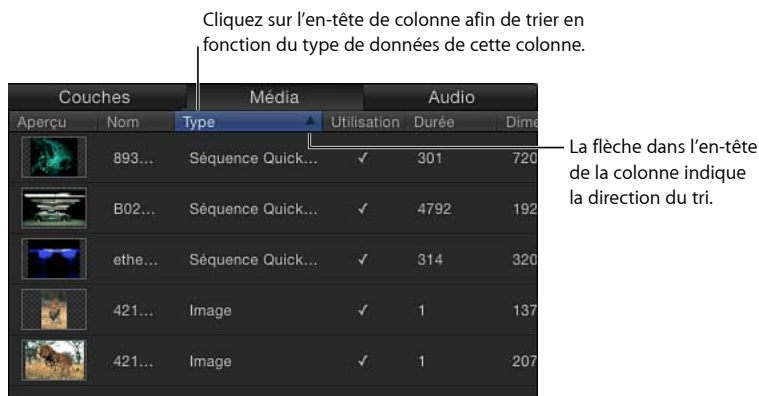 Cliquez sur l'en-tête de colonne afin de trier en
fonction du type de données de cette colonne.
Couches Média Audio
Aperçu Nom Type Utilisation Durée Dime
893... Séquence Quick... ✓ 301 720
B02... Séquence Quick... ✓ 4792 192
ethe... Séquence Quick... ✓ 314 320
421... Image ✓ 1 137
421... Image ✓ 1 207
La flèche dans l'en-tête
de la colonne indique
la direction du tri.